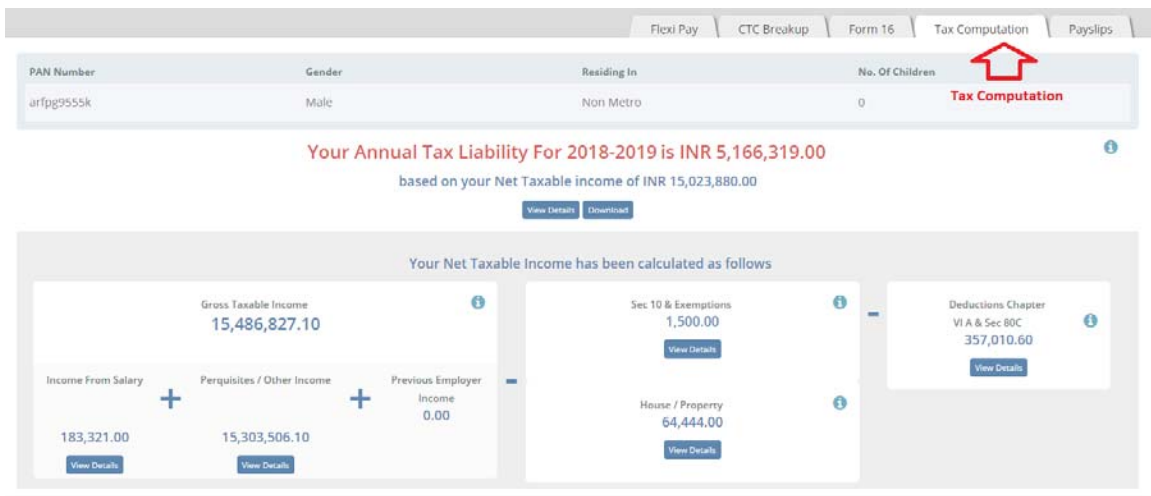 Flexi Pay CTC Breakup Form 16 Tax Computation Payslips
PAN Number Gender Residing In No. Of Children
arfpg9555k Male Non Metro 0
Tax Computation
Your Annual Tax Liability For 2018-2019 is INR 5,166,319.00
based on your Net Taxable income of INR 15,023,880.00
View Details Download
Your Net Taxable Income has been calculated as follows
Gross Taxable Income
15,486,827.10
Income From Salary + Perquisites / Other Income + Previous Employer
Income
0.00
183,321.00 15,303,506.10
View Details View Details
-
Sec 10 & Exemptions
1,500.00
View Details
House / Property
64,444.00
View Details
-
Deductions Chapter
VI A & Sec 80C
357,010.60
View Details